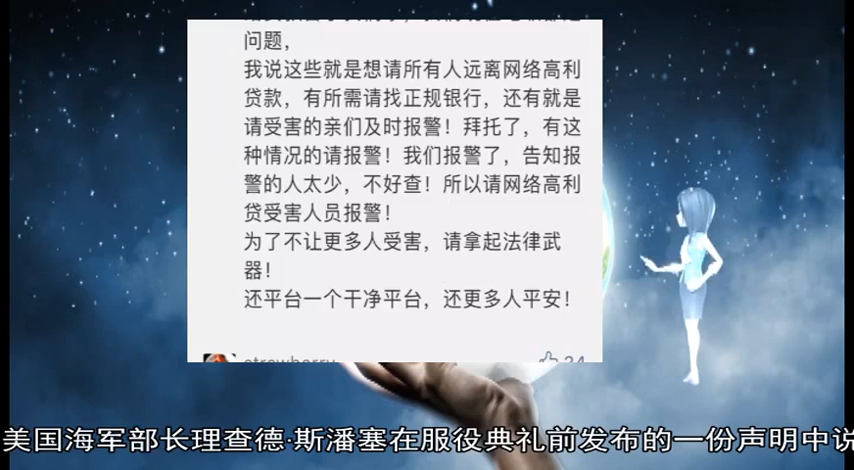 问题，
我说这些就是想请所有人远离网络高利
贷款，有所需请找正规银行，还有就是
请受害的亲们及时报警！拜托了，有这
种情况的请报警！我们报警了，告知报
警的人太少，不好查！所以请网络高利
贷受害人员报警！
为了不让更多人受害，请拿起法律武
器！
还平台一个干净平台，还更多人平安！
strawberry
美国海军部长理查德·斯潘塞在服役典礼前发布的一份声明中说